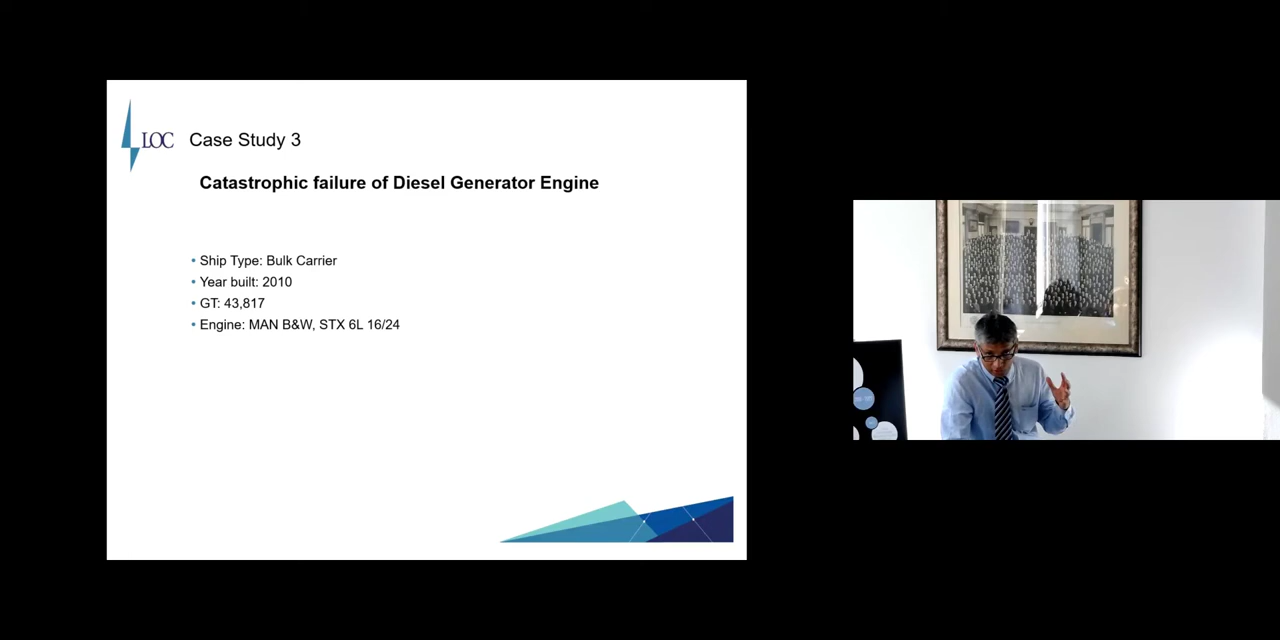 LOC
Case Study 3
Catastrophic failure of Diesel Generator Engine
• Ship Type: Bulk Carrier
• Year built: 2010
• GT: 43,817
• Engine: MAN B&W, STX 6L 16/24